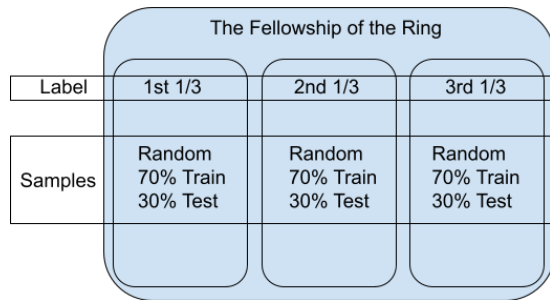 The Fellowship of the Ring
Label 1st 1/3 2nd 1/3 3rd 1/3
Samples
Random
70% Train
30% Test
Random
70% Train
30% Test
Random
70% Train
30% Test